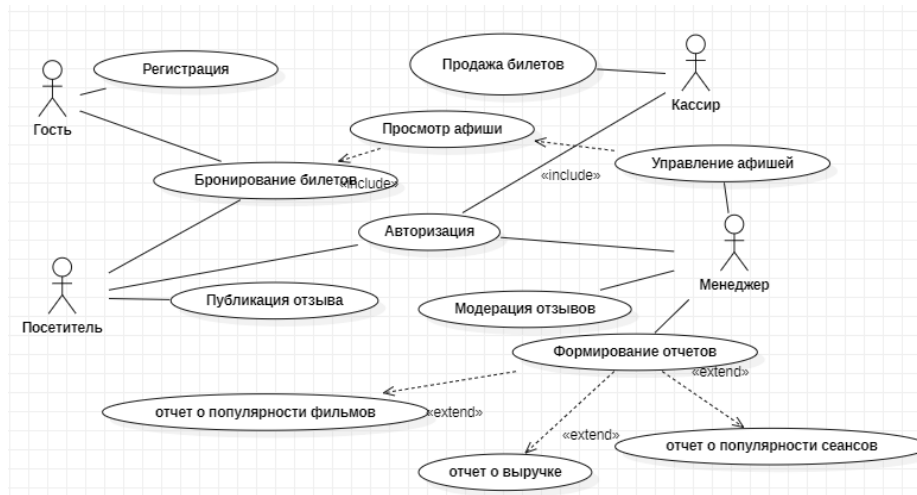 Регистрация
Продажа билетов
Гость
Кассир
Просмотр афиши
Бронирование билетов
«include»
«include»
Управление афишей
Авторизация
Менеджер
Посетитель
Публикация отзыва
Модерация отзывов
Формирование отчетов
«extend»
отчет о популярности фильмов
«extend»
«extend»
отчет о популярности сеансов
отчет о выручке